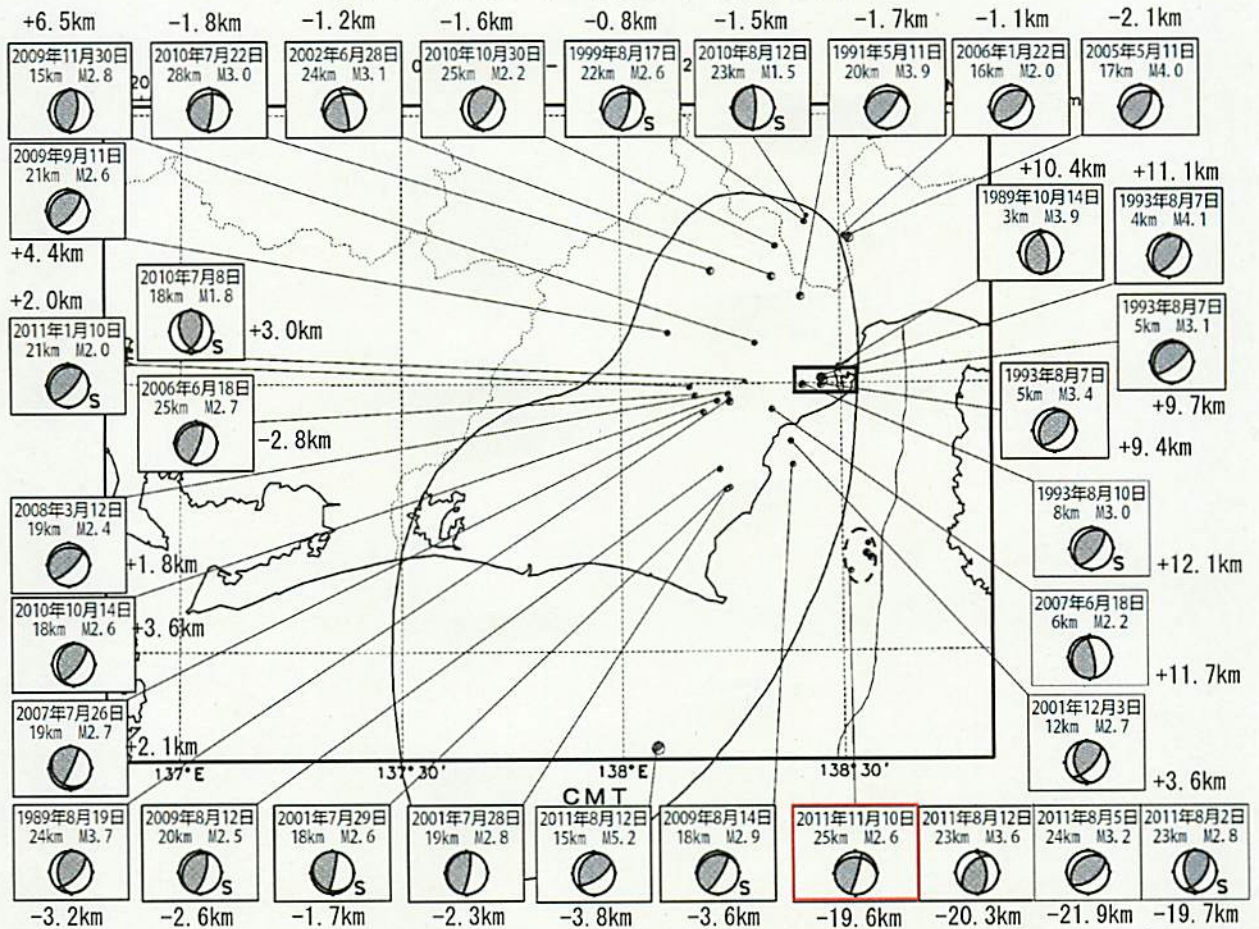 +6.5km -1.8km -1.2km -1.6km -0.8km -1.5km -1.7km -1.1km -2.1km
2009年11月30日
15km M2.8
2010年7月22日
28km M3.0
2002年6月28日
24km M3.1
2010年10月30日
25km M2.2
1999年8月17日
22km M2.6
S
2010年8月12日
23km M1.5
S
1991年5月11日
20km M3.9
2006年1月22日
16km M2.0
2005年5月11日
17km M4.0
2009年9月11日
21km M2.6
+4.4km
+10.4km
1989年10月14日
3km M3.9
+11.1km
1993年8月7日
4km M4.1
2010年7月8日
18km M1.8
S
+3.0km
+2.0km
2011年1月10日
21km M2.0
S
1993年8月7日
5km M3.1
+9.7km
1993年8月7日
5km M3.4
+9.4km
2006年6月18日
25km M2.7
-2.8km
2008年3月12日
19km M2.4
+1.8km
1993年8月10日
8km M3.0
S
+12.1km
2010年10月14日
18km M2.6
+3.6km
2007年6月18日
6km M2.2
+11.7km
2007年7月26日
19km M2.7
+2.1km
2001年12月3日
12km M2.7
+3.6km
137°E 137°30' 138°E 138°30'
CMT
1989年8月19日
24km M3.7
-3.2km
2009年8月12日
20km M2.5
S
-2.6km
2001年7月29日
18km M2.6
S
-1.7km
2001年7月28日
19km M2.8
-2.3km
2011年8月12日
15km M5.2
-3.8km
2009年8月14日
18km M2.9
S
-3.6km
2011年11月10日
25km M2.6
-19.6km
2011年8月12日
23km M3.6
-20.3km
2011年8月5日
24km M3.2
-21.9km
2011年8月2日
23km M2.8
S
-19.7km